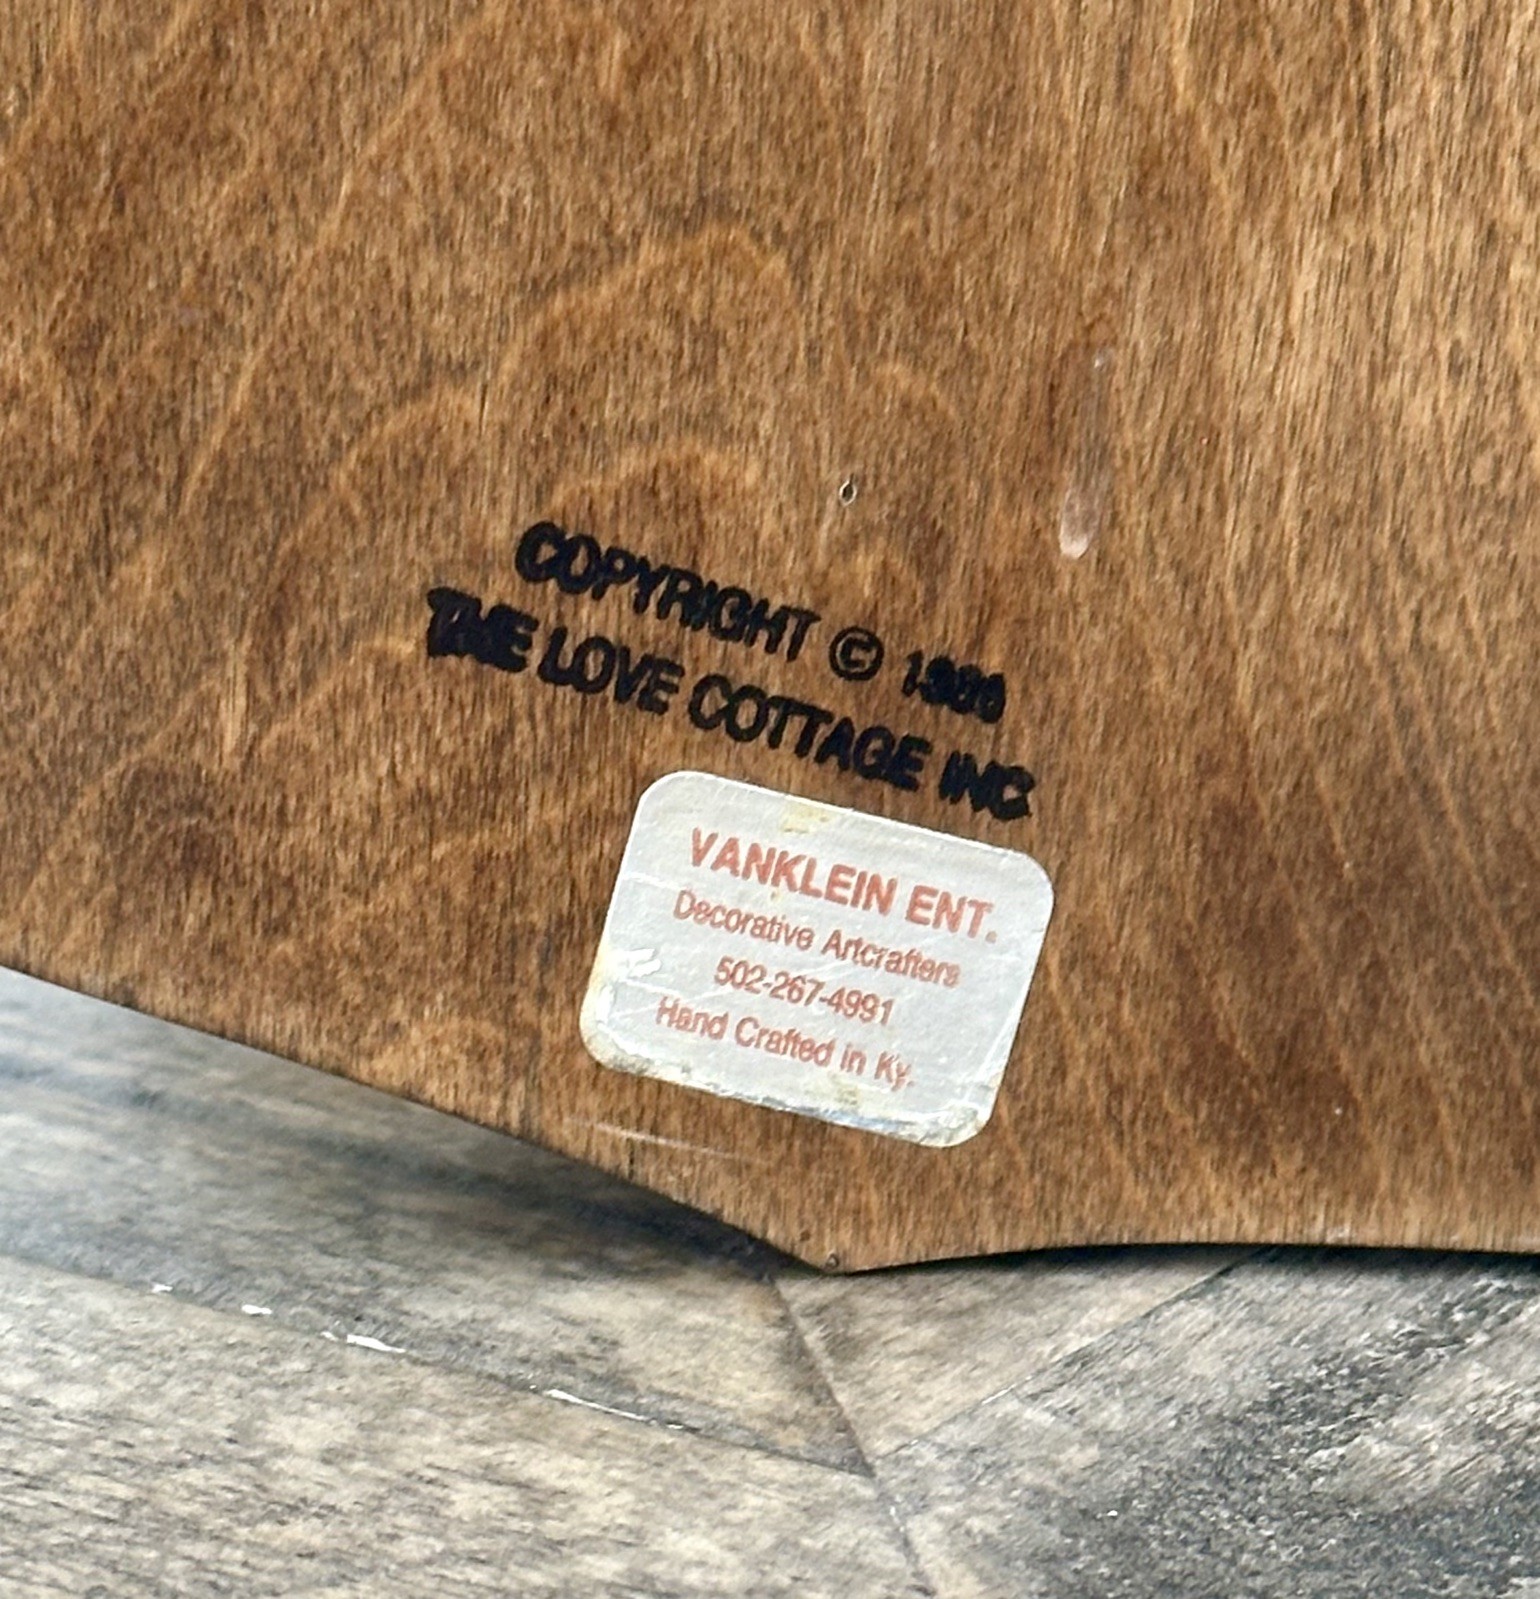 COPYRIGHT ©
THE LOVE COTTAGE INC
VANKLEIN ENT.
Decorative Artcrafters
502-267-4991
Hand Crafted in Ky.